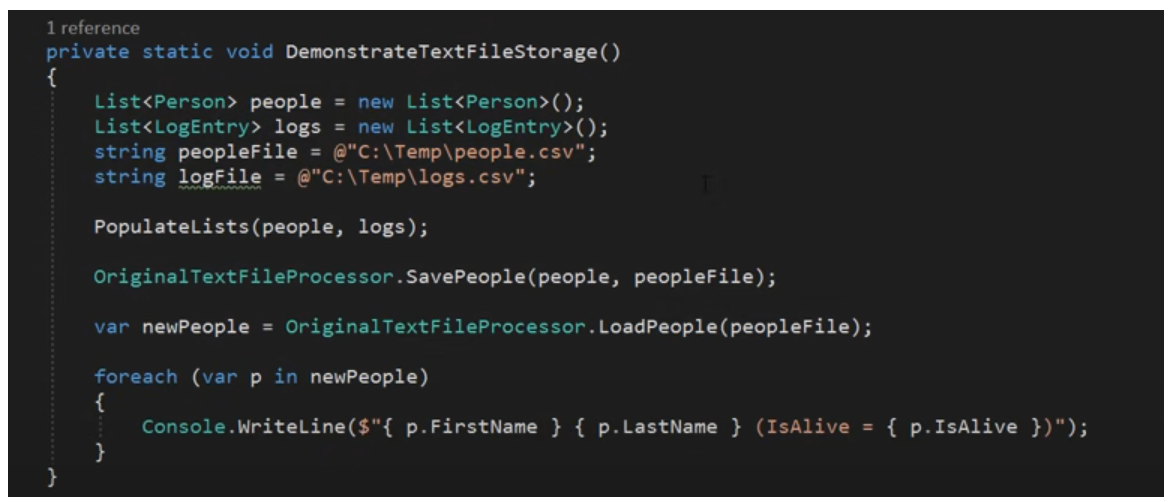 1 reference
private static void DemonstrateTextFileStorage()
{
List<Person> people = new List<Person>();
List<LogEntry> logs = new List<LogEntry>();
string peopleFile = @"C:\Temp\people.csv";
string logFile = @"C:\Temp\logs.csv";
PopulateLists(people, logs);
OriginalTextFileProcessor.SavePeople(people, peopleFile);
var newPeople = OriginalTextFileProcessor.LoadPeople(peopleFile);
foreach (var p in newPeople)
{
Console.WriteLine($"{ p.FirstName } { p.LastName } (IsAlive = { p.IsAlive })");
}
}